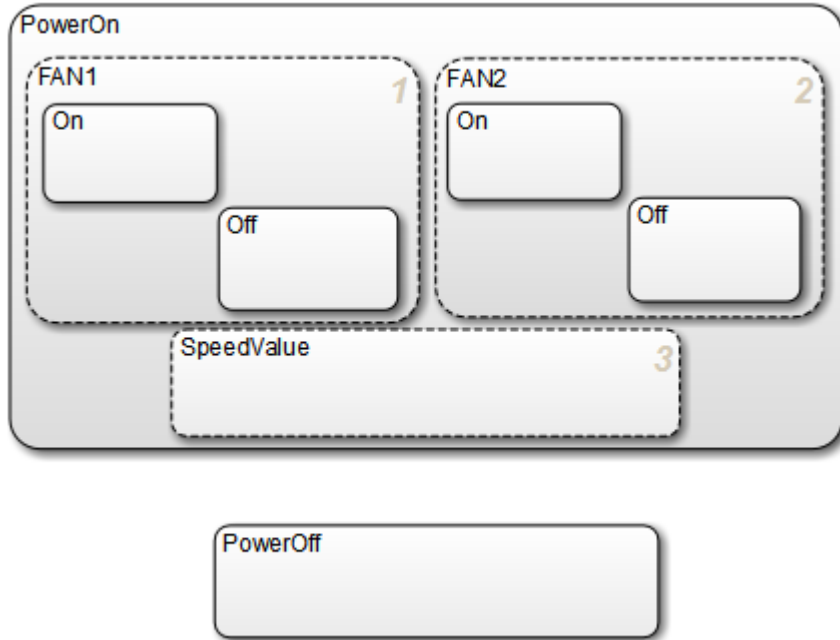 PowerOn
FAN1
1
FAN2
2
On
On
Off
Off
SpeedValue
3
PowerOff